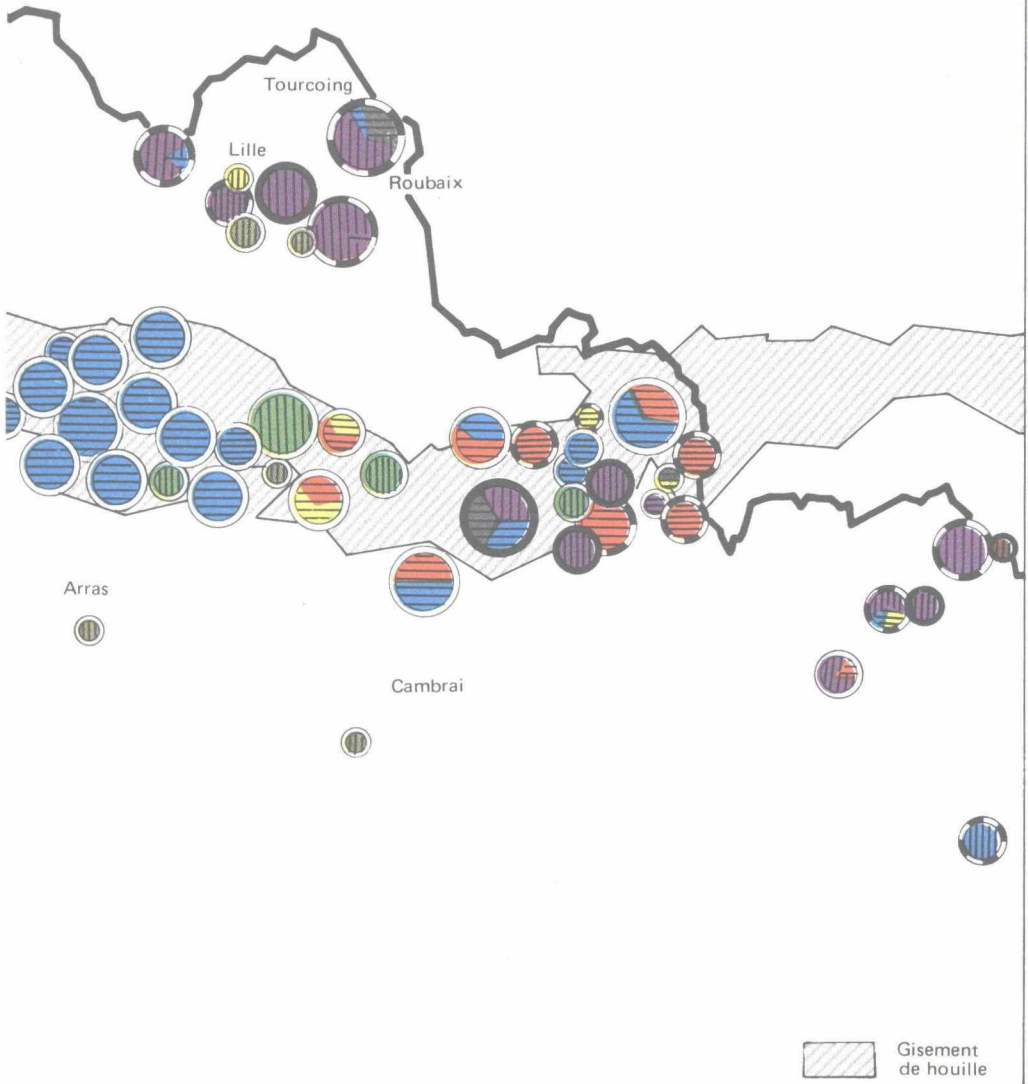 Tourcoing
Lille
Roubaix
Arras
Cambrai
Gisement
de houille